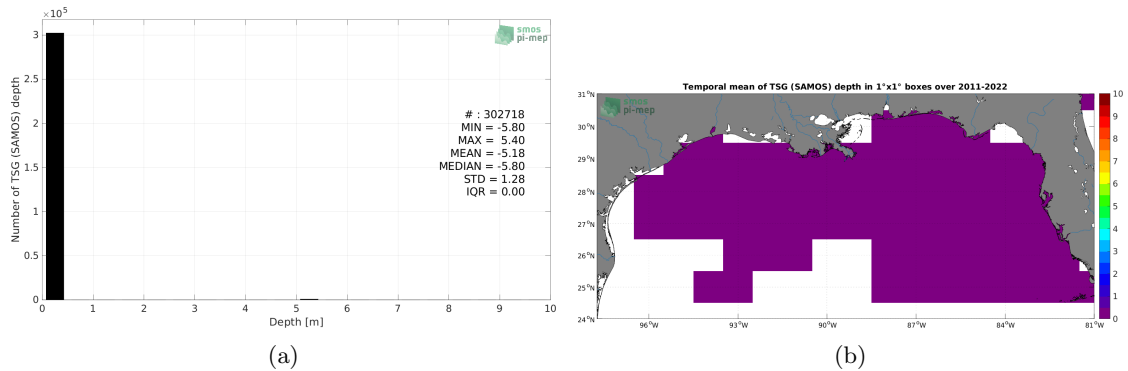 ×10⁵
3
2.5
2
1.5
1
0.5
0
Number of TSG (SAMOS) depth
smos
pi-mep
# : 302718
MIN = -5.80
MAX = 5.40
MEAN = -5.18
MEDIAN = -5.80
STD = 1.28
IQR = 0.00
0 1 2 3 4 5 6 7 8 9 10
Depth [m]
(a)
Temporal mean of TSG (SAMOS) depth in 1°x1° boxes over 2011-2022
smos
pi-mep
31°N
30°N
29°N
28°N
27°N
26°N
25°N
24°N
96°W 93°W 90°W 87°W 84°W 81°W
10
9
8
7
6
5
4
3
2
1
0
(b)